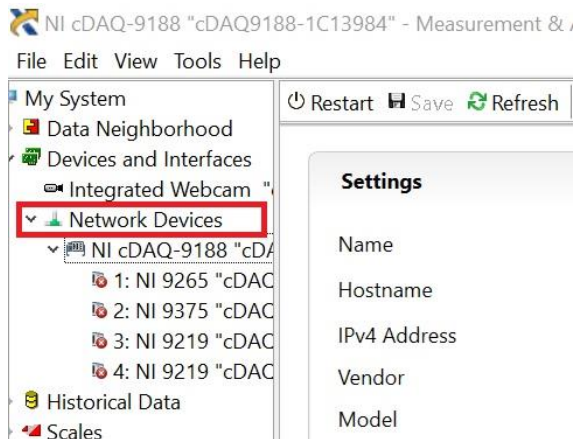 NI cDAQ-9188 "cDAQ9188-1C13984" - Measurement &
File Edit View Tools Help
My System
Data Neighborhood
Devices and Interfaces
Integrated Webcam "
Network Devices
NI cDAQ-9188 "cDA
1: NI 9265 "cDAQ
2: NI 9375 "cDAQ
3: NI 9219 "cDAQ
4: NI 9219 "cDAQ
Historical Data
Scales
Restart Save Refresh
Settings
Name
Hostname
IPv4 Address
Vendor
Model